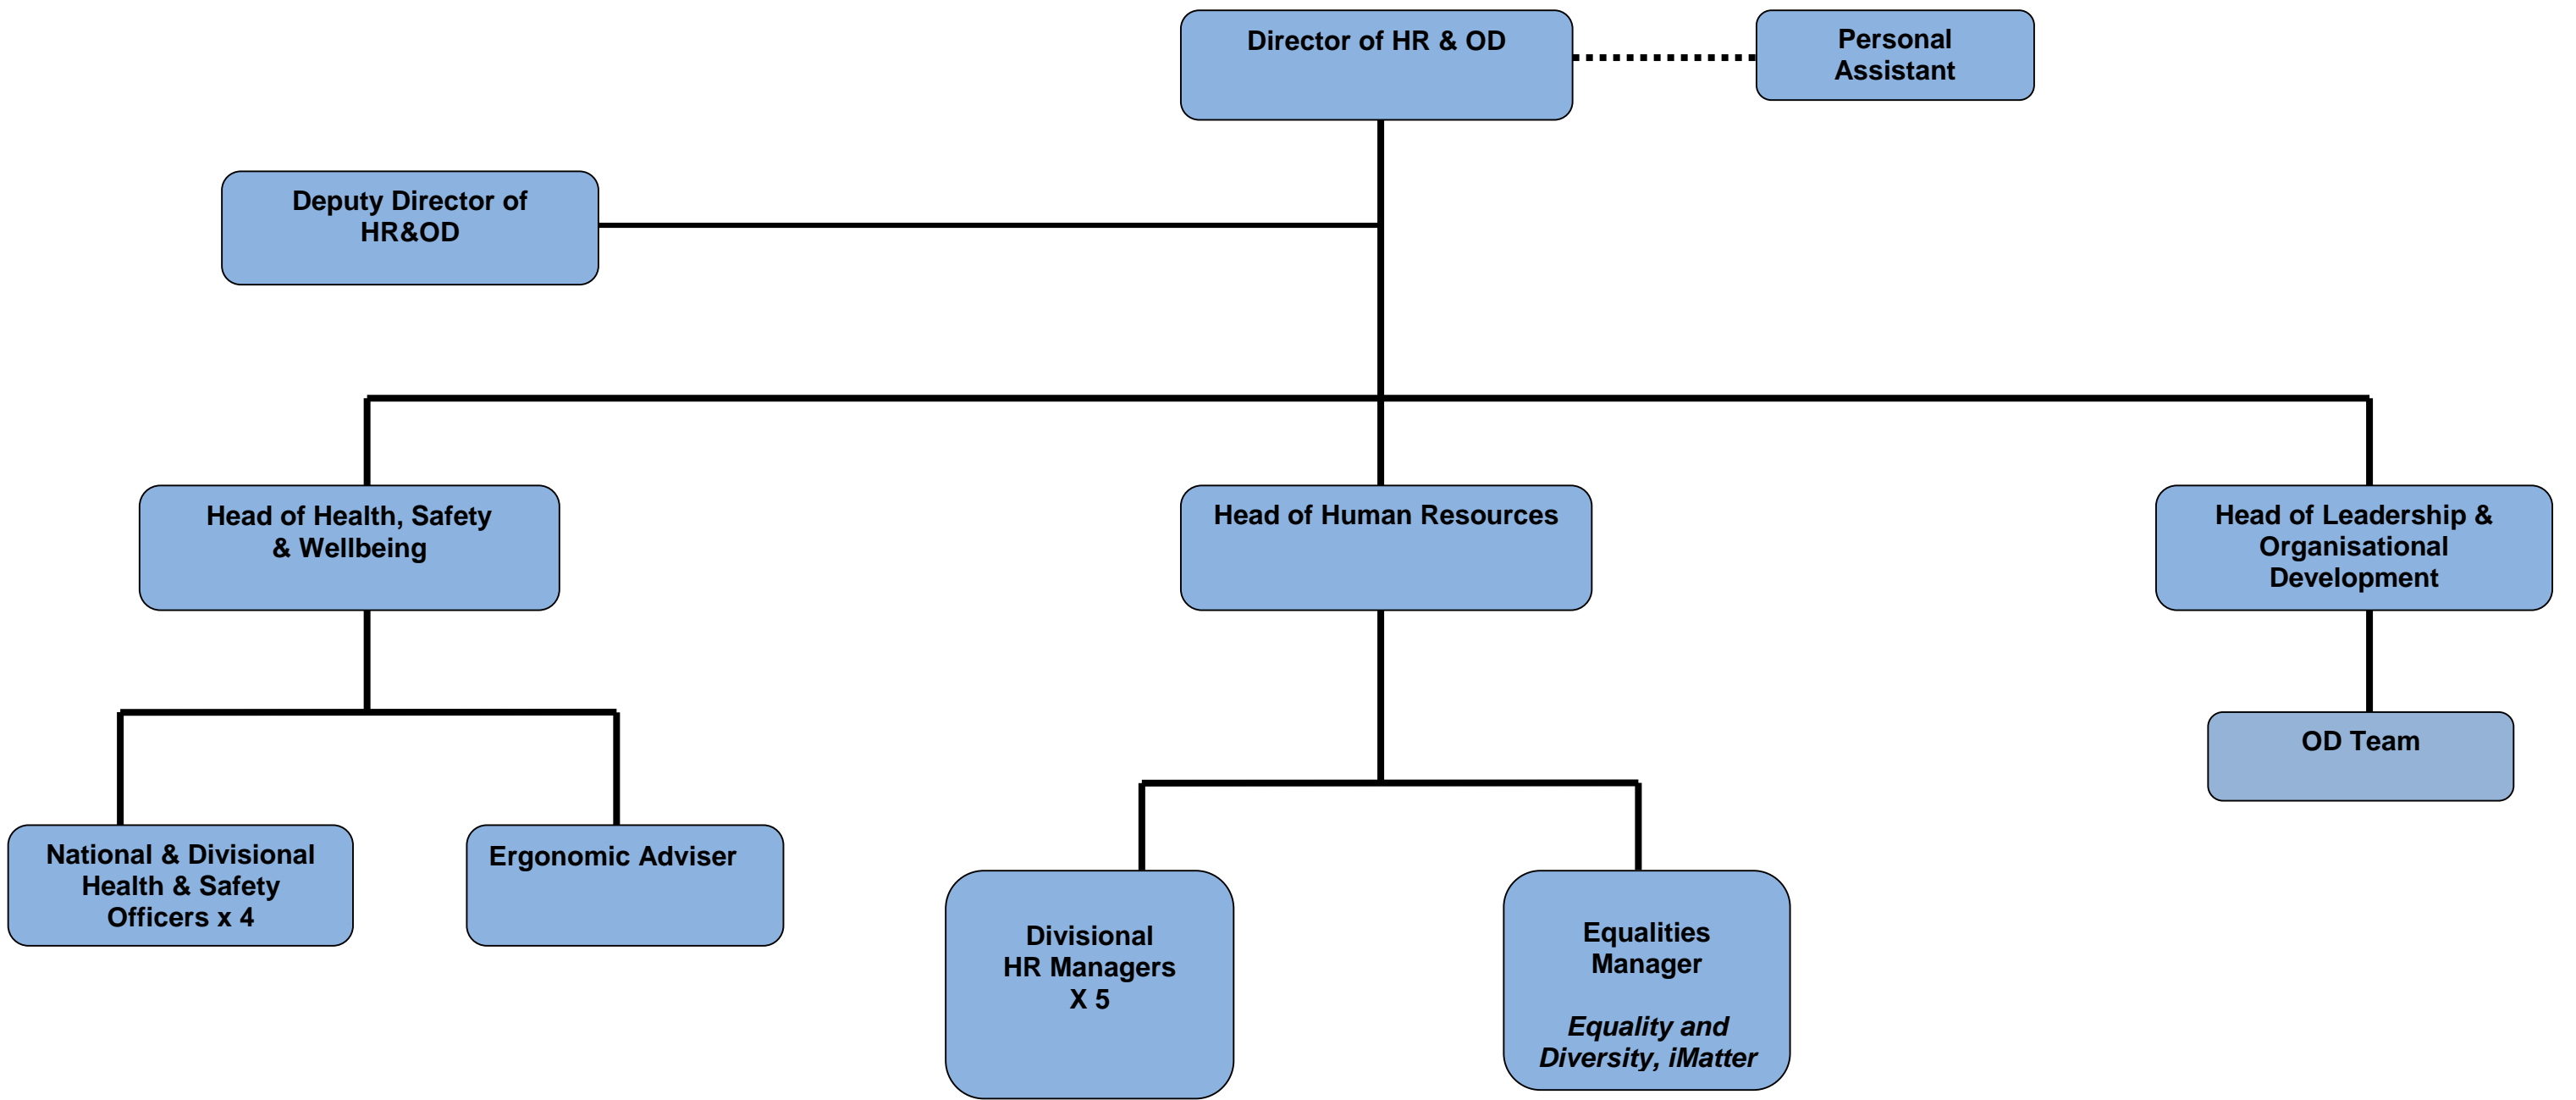 Director of HR & OD
Personal
Assistant
Deputy Director of
HR&OD
Head of Health, Safety
& Wellbeing
Head of Human Resources
Head of Leadership &
Organisational
Development
OD Team
National & Divisional
Health & Safety
Officers x 4
Ergonomic Adviser
Divisional
HR Managers
X 5
Equalities
Manager
Equality and
Diversity, iMatter